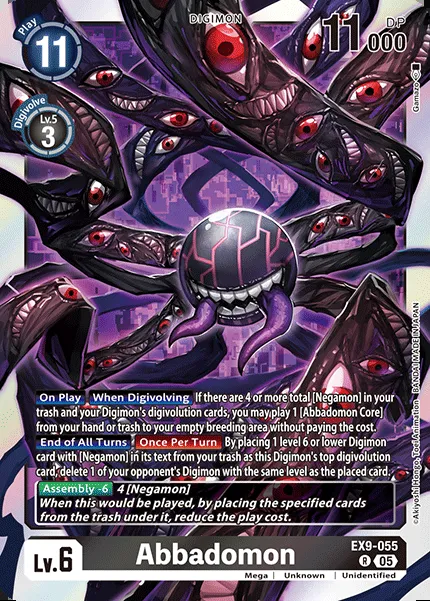 DIGIMON
Play
11
11000
DP
Digivolve
Lv.5
3
Gamazo
On Play When Digivolving If there are 4 or more total [Negamon] in your
trash and your Digimon's digivolution cards, you may play 1 [Abbadomon Core]
from your hand or trash to your empty breeding area without paying the cost.
End of All Turns Once Per Turn By placing 1 level 6 or lower Digimon
card with [Negamon] in its text from your trash as this Digimon's top digivolution
card, delete 1 of your opponent's Digimon with the same level as the placed card.
Assembly -6 4 [Negamon]
When this would be played, by placing the specified cards
from the trash under it, reduce the play cost.
©Akiyoshi Hongo, Toei Animation BANDAI MADE IN JAPAN
Lv.6
Abbadomon
EX9-055
R 05
Mega | Unknown | Unidentified